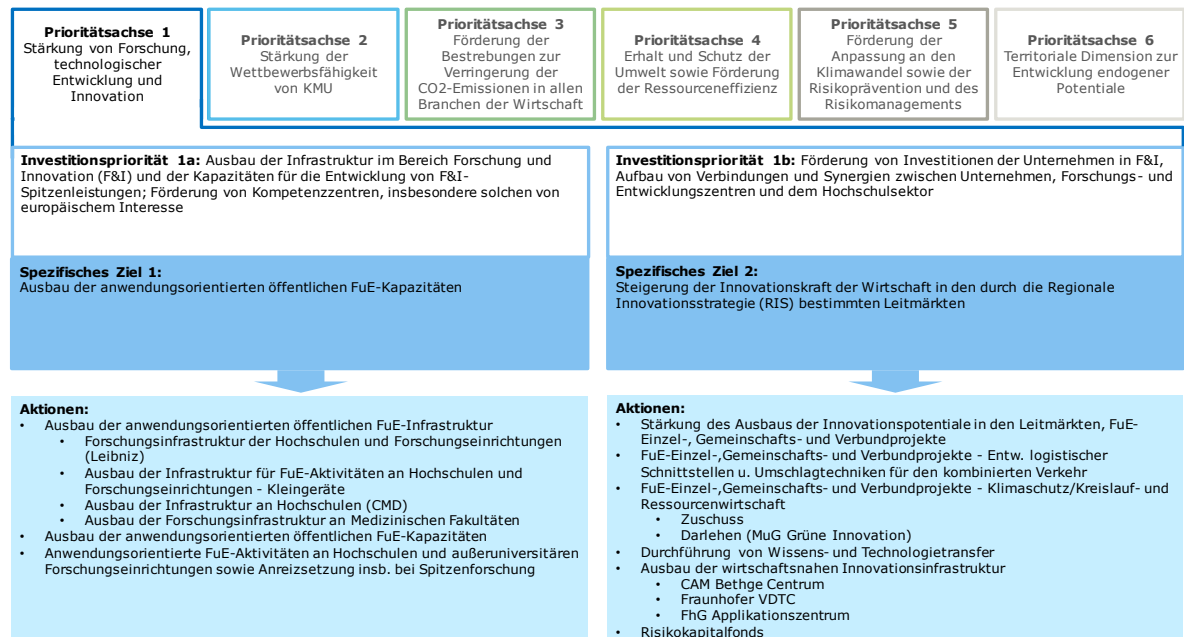 Prioritätsachse 1
Stärkung von Forschung,
technologischer
Entwicklung und
Innovation
Prioritätsachse 2
Stärkung der
Wettbewerbsfähigkeit
von KMU
Prioritätsachse 3
Förderung der
Bestrebungen zur
Verringerung der
CO2-Emissionen in allen
Branchen der Wirtschaft
Prioritätsachse 4
Erhalt und Schutz der
Umwelt sowie Förderung
der Ressourceneffizienz
Prioritätsachse 5
Förderung der
Anpassung an den
Klimawandel sowie der
Risikoprävention und des
Risikomanagements
Prioritätsachse 6
Territoriale Dimension zur
Entwicklung endogener
Potentiale
Investitionspriorität 1a: Ausbau der Infrastruktur im Bereich Forschung und
Innovation (F&I) und der Kapazitäten für die Entwicklung von F&I-
Spitzenleistungen; Förderung von Kompetenzzentren, insbesondere solchen von
europäischem Interesse
Spezifisches Ziel 1:
Ausbau der anwendungsorientierten öffentlichen FuE-Kapazitäten
Aktionen:
• Ausbau der anwendungsorientierten öffentlichen FuE-Infrastruktur
• Forschungsinfrastruktur der Hochschulen und Forschungseinrichtungen
(Leibniz)
• Ausbau der Infrastruktur für FuE-Aktivitäten an Hochschulen und
Forschungseinrichtungen - Kleingeräte
• Ausbau der Infrastruktur an Hochschulen (CMD)
• Ausbau der Forschungsinfrastruktur an Medizinischen Fakultäten
• Ausbau der anwendungsorientierten öffentlichen FuE-Kapazitäten
• Anwendungsorientierte FuE-Aktivitäten an Hochschulen und außeruniversitären
Forschungseinrichtungen sowie Anreizsetzung insb. bei Spitzenforschung
Investitionspriorität 1b: Förderung von Investitionen der Unternehmen in F&I,
Aufbau von Verbindungen und Synergien zwischen Unternehmen, Forschungs- und
Entwicklungszentren und dem Hochschulsektor
Spezifisches Ziel 2:
Steigerung der Innovationskraft der Wirtschaft in den durch die Regionale
Innovationsstrategie (RIS) bestimmten Leitmärkten
Aktionen:
• Stärkung des Ausbaus der Innovationspotentiale in den Leitmärkten, FuE-
Einzel-, Gemeinschafts- und Verbundprojekte
• FuE-Einzel-,Gemeinschafts- und Verbundprojekte - Entw. logistischer
Schnittstellen u. Umschlagtechniken für den kombinierten Verkehr
• FuE-Einzel-,Gemeinschafts- und Verbundprojekte - Klimaschutz/Kreislauf- und
Ressourcenwirtschaft
• Zuschuss
• Darlehen (MuG Grüne Innovation)
• Durchführung von Wissens- und Technologietransfer
• Ausbau der wirtschaftsnahen Innovationsinfrastruktur
• CAM Bethge Centrum
• Fraunhofer VDTC
• FhG Applikationszentrum
• Risikokapitalfonds